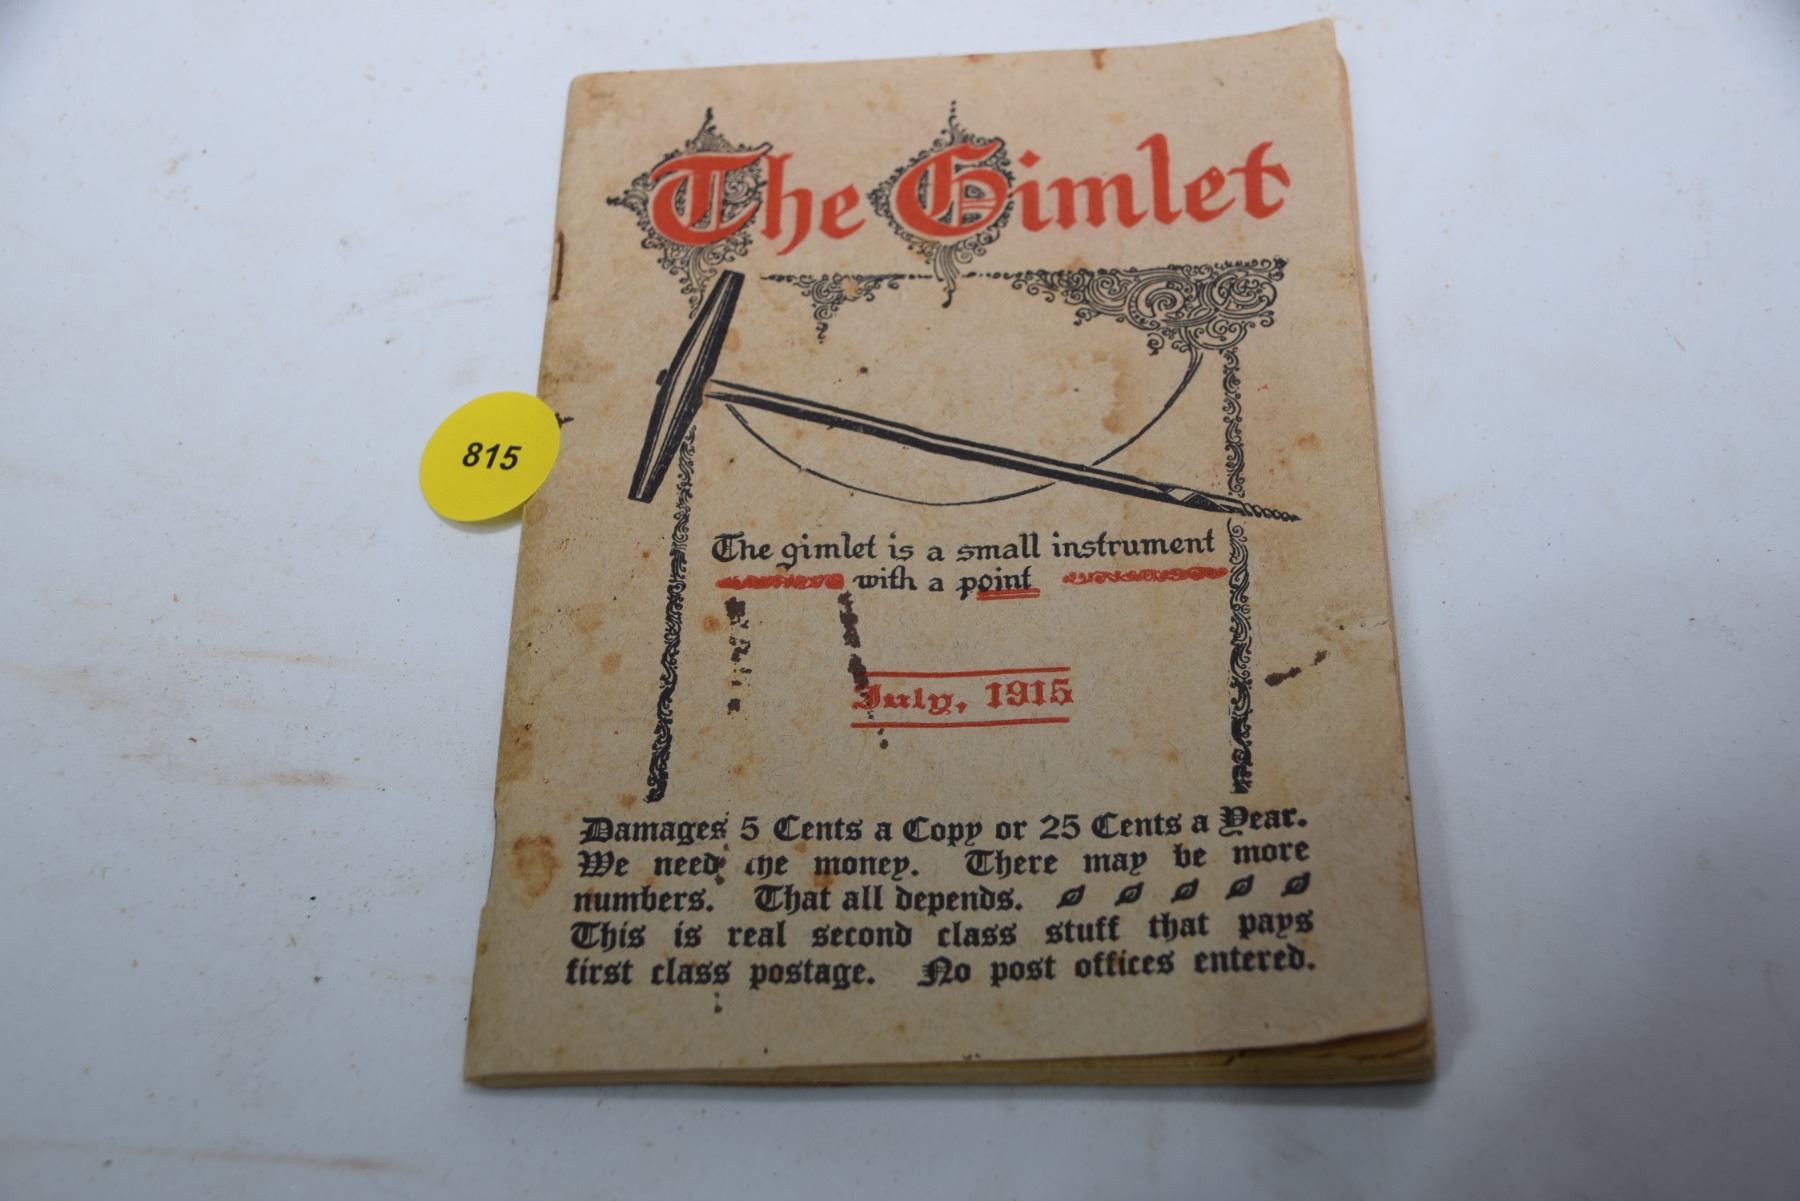 The Gimlet
815
The gimlet is a small instrument
with a point
July, 1915
Damages 5 Cents a Copy or 25 Cents a Year.
We need the money. There may be more
numbers. That all depends.
This is real second class stuff that pays
first class postage. No post offices entered.